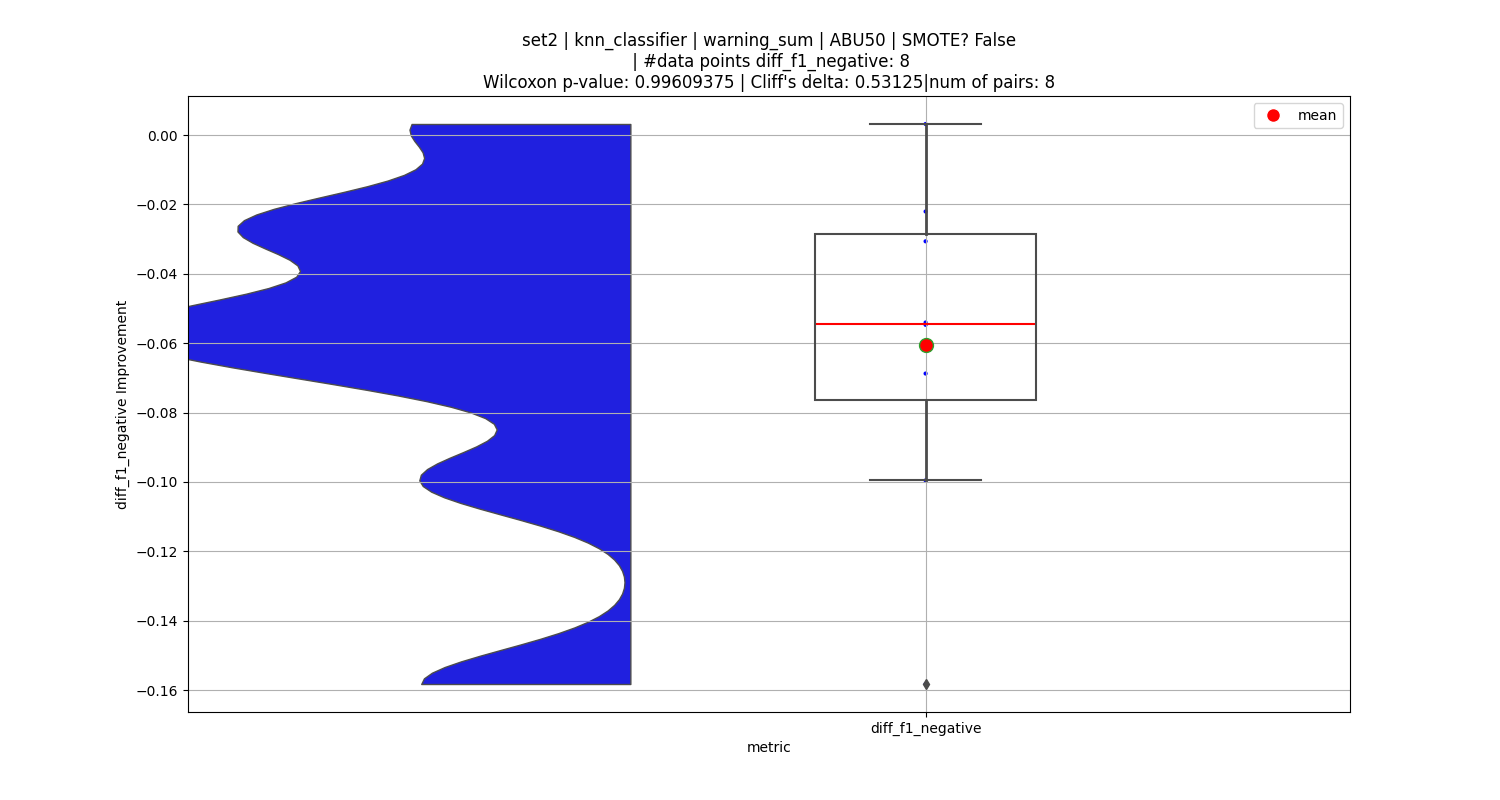 set2 | knn_classifier | warning_sum | ABU50 | SMOTE? False
| #data points diff_f1_negative: 8
Wilcoxon p-value: 0.99609375 | Cliff's delta: 0.53125|num of pairs: 8
mean
0.00
−0.02
−0.04
−0.06
−0.08
−0.10
−0.12
−0.14
−0.16
diff_f1_negative Improvement
diff_f1_negative
metric